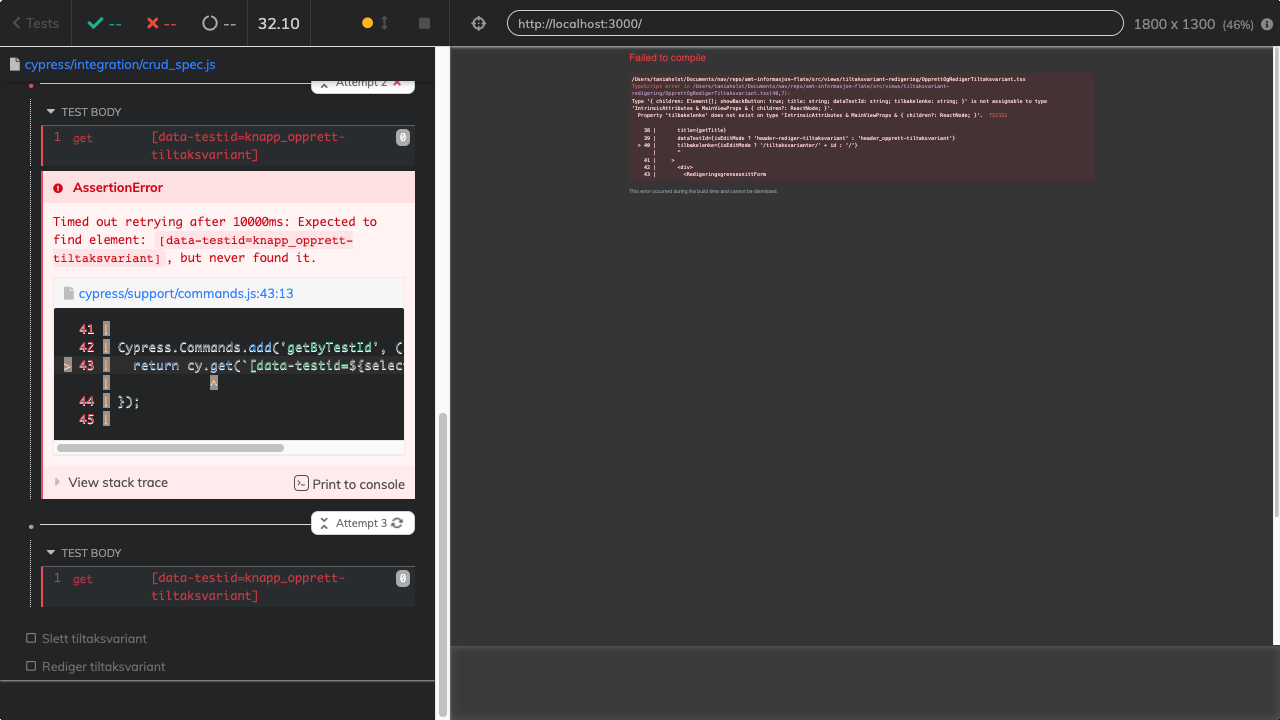 Tests
-- -- -- 32.10
http://localhost:3000/
1800 x 1300 (46%)
cypress/integration/crud_spec.js
Attempt 2
TEST BODY
1 get [data-testid=knapp_opprett-
tiltaksvariant] 0
AssertionError
Timed out retrying after 10000ms: Expected to
find element: [data-testid=knapp_opprett-
tiltaksvariant], but never found it.
cypress/support/commands.js:43:13
41 |
42 | Cypress.Commands.add('getByTestId', (
> 43 | return cy.get(`[data-testid=${selec
| ^
44 | });
45 |
View stack trace
Print to console
Attempt 3
TEST BODY
1 get [data-testid=knapp_opprett-
tiltaksvariant] 0
Slett tiltaksvariant
Rediger tiltaksvariant
Failed to compile
/Users/taniaholst/Documents/nav/repo/amt-informasjon-flate/src/views/tiltaksvariant-redigering/OpprettOgRedigerTiltaksvariant.tsx
TypeScript error in /Users/taniaholst/Documents/nav/repo/amt-informasjon-flate/src/views/tiltaksvariant-
redigering/OpprettOgRedigerTiltaksvariant.tsx(40,7):
Type '{ children: Element[]; showBackButton: true; title: string; dataTestId: string; tilbakelenke: string; }' is not assignable to type
'IntrinsicAttributes & MainViewProps & { children?: ReactNode; }'.
Property 'tilbakelenke' does not exist on type 'IntrinsicAttributes & MainViewProps & { children?: ReactNode; }'. TS2322
38 | title={getTitle}
39 | dataTestId={isEditMode ? 'header-rediger-tiltaksvariant' : 'header_opprett-tiltaksvariant'}
> 40 | tilbakelenke={isEditMode ? '/tiltaksvarianter/' + id : '/'}
| ^
41 | >
42 | <div>
43 | <RedigeringsgrensesnittForm
This error occurred during the build time and cannot be dismissed.